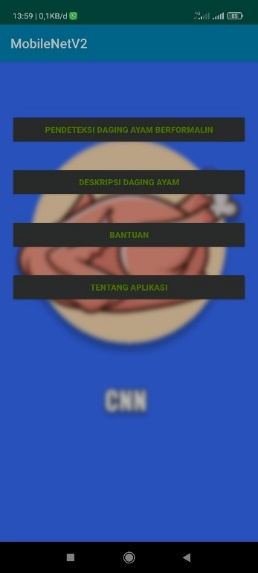 13:59 | 0,1KB/d
MobileNetV2
PENDETEKSI DAGING AYAM BERFORMALIN
DESKRIPSI DAGING AYAM
BANTUAN
TENTANG APLIKASI
CNN